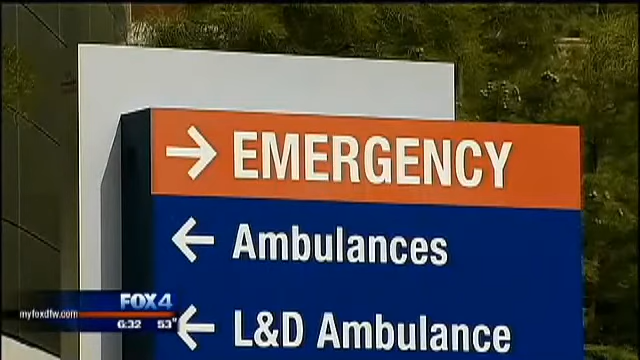 → EMERGENCY
← Ambulances
← L&D Ambulance
FOX 4
myfoxdfw.com
6:32 53°